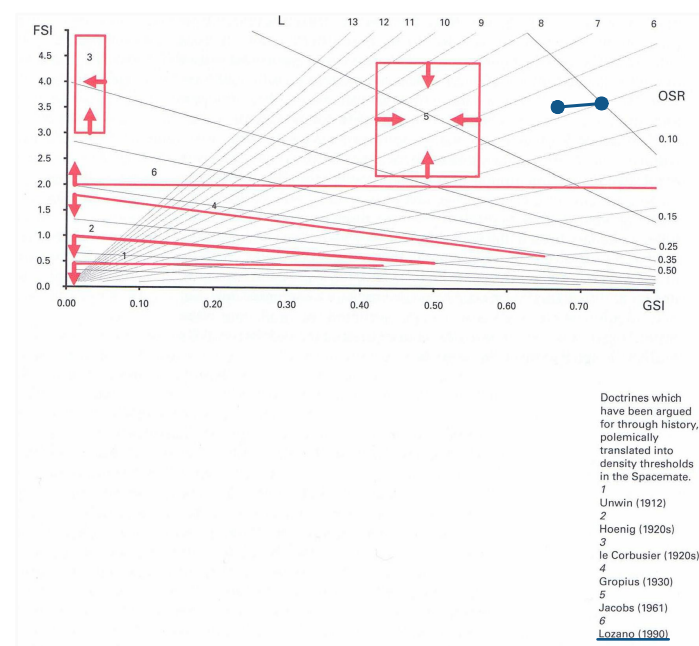 FSI
L
13 12 11 10 9 8 7 6
4.5
3
4.0
OSR
3.5
5
3.0
0.10
2.5
6
2.0
4
1.5
0.15
2
1.0
0.25
1
0.35
0.5
0.50
0.0
0.00 0.10 0.20 0.30 0.40 0.50 0.60 0.70
GSI
Doctrines which
have been argued
for through history,
polemically
translated into
density thresholds
in the Spacemate.
1
Unwin (1912)
2
Hoenig (1920s)
3
le Corbusier (1920s)
4
Gropius (1930)
5
Jacobs (1961)
6
Lozano (1990)